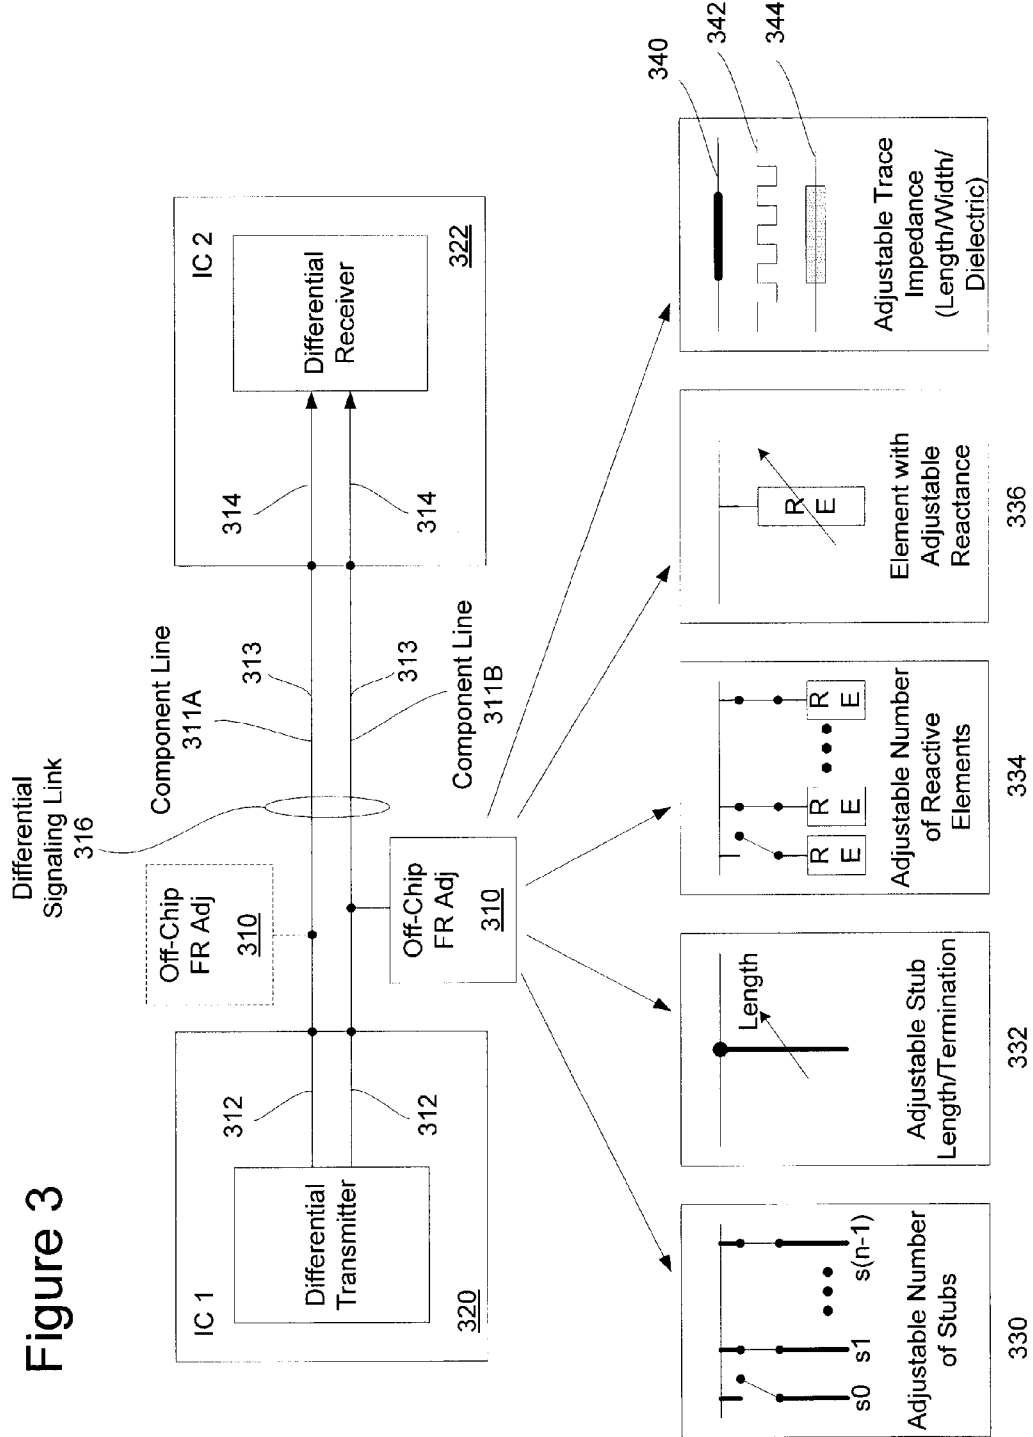 Figure 3
Differential
Signaling Link
316
IC 1
Differential
Transmitter
320
312
312
Off-Chip
FR Adj
310
Off-Chip
FR Adj
310
Component Line
311A
313
313
Component Line
311B
IC 2
314
314
Differential
Receiver
322
s0
s1
s(n-1)
Adjustable Number
of Stubs
330
Length
Adjustable Stub
Length/Termination
332
R
E
R
E
R
E
Adjustable Number
of Reactive
Elements
334
R
E
Element with
Adjustable
Reactance
336
340
342
344
Adjustable Trace
Impedance
(Length/Width/
Dielectric)